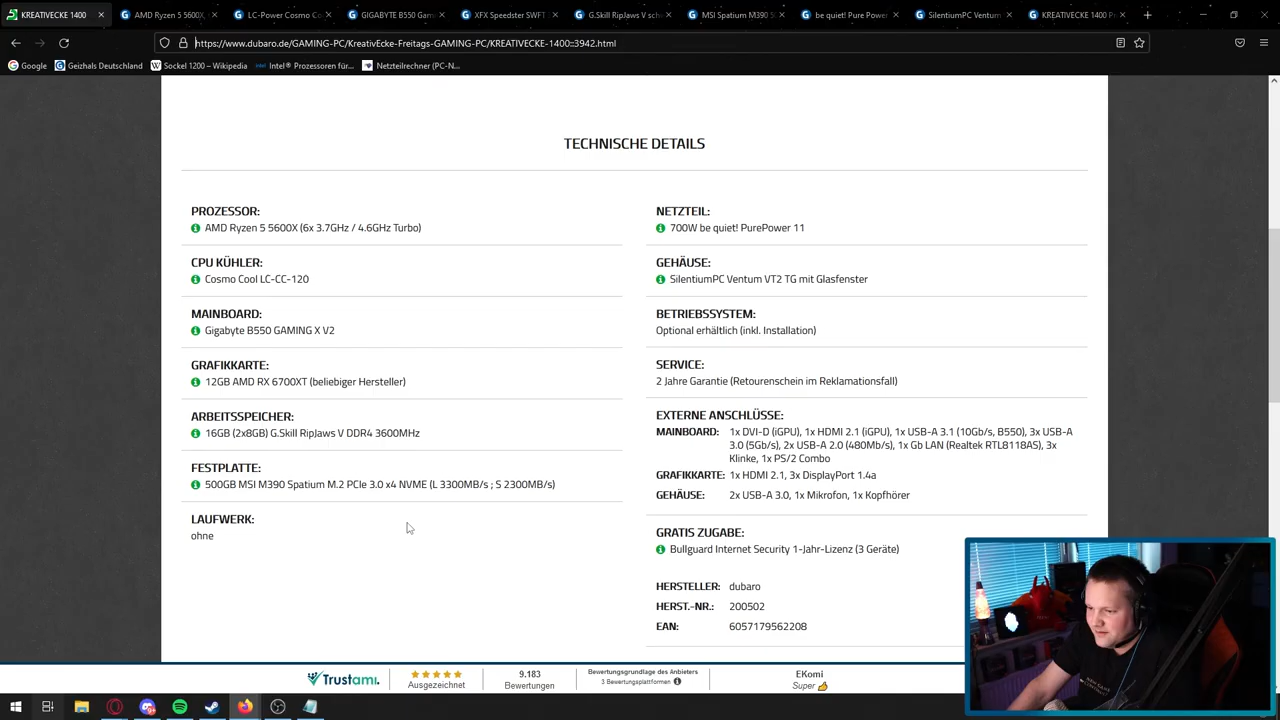 KREATIVECKE 1400
AMD Ryzen 5 5600X,
LC-Power Cosmo Co
GIGABYTE B550 Gam
XFX Speedster SWFT
G.Skill RipJaws V sch
MSI Spatium M390 5
be quiet! Pure Power
SilentiumPC Ventum
KREATIVECKE 1400 P
https://www.dubaro.de/GAMING-PC/KreativEcke-Freitags-GAMING-PC/KREATIVECKE-1400::3942.html
Google
Geizhals Deutschland
Sockel 1200 – Wikipedia
Intel® Prozessoren für...
Netzteilrechner (PC-N...
TECHNISCHE DETAILS
PROZESSOR:
AMD Ryzen 5 5600X (6x 3.7GHz / 4.6GHz Turbo)
CPU KÜHLER:
Cosmo Cool LC-CC-120
MAINBOARD:
Gigabyte B550 GAMING X V2
GRAFIKKARTE:
12GB AMD RX 6700XT (beliebiger Hersteller)
ARBEITSSPEICHER:
16GB (2x8GB) G.Skill RipJaws V DDR4 3600MHz
FESTPLATTE:
500GB MSI M390 Spatium M.2 PCIe 3.0 x4 NVME (L 3300MB/s ; S 2300MB/s)
LAUFWERK:
ohne
NETZTEIL:
700W be quiet! PurePower 11
GEHÄUSE:
SilentiumPC Ventum VT2 TG mit Glasfenster
BETRIEBSSYSTEM:
Optional erhältlich (inkl. Installation)
SERVICE:
2 Jahre Garantie (Retourenschein im Reklamationsfall)
EXTERNE ANSCHLÜSSE:
MAINBOARD: 1x DVI-D (iGPU), 1x HDMI 2.1 (iGPU), 1x USB-A 3.1 (10Gb/s, B550), 3x USB-A
3.0 (5Gb/s), 2x USB-A 2.0 (480Mb/s), 1x Gb LAN (Realtek RTL8118AS), 3x
Klinke, 1x PS/2 Combo
GRAFIKKARTE: 1x HDMI 2.1, 3x DisplayPort 1.4a
GEHÄUSE: 2x USB-A 3.0, 1x Mikrofon, 1x Kopfhörer
GRATIS ZUGABE:
Bullguard Internet Security 1-Jahr-Lizenz (3 Geräte)
HERSTELLER: dubaro
HERST.-NR.: 200502
EAN: 6057179562208
Trustami.
Ausgezeichnet
9.183
Bewertungen
Bewertungsgrundlage des Anbieters
3 Bewertungsplattformen
EKomi
Super